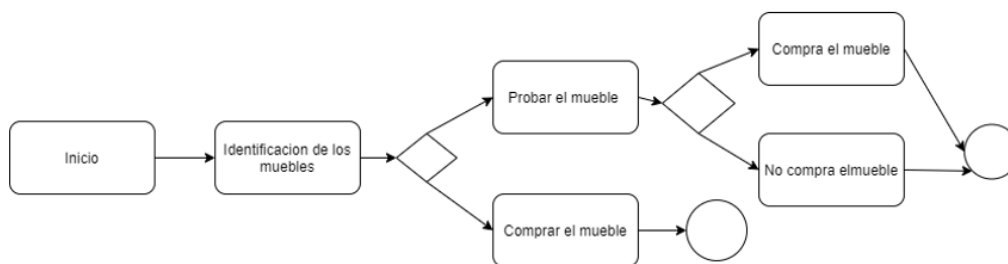 Inicio
Identificacion de los
muebles
Probar el mueble
Comprar el mueble
Compra el mueble
No compra elmueble